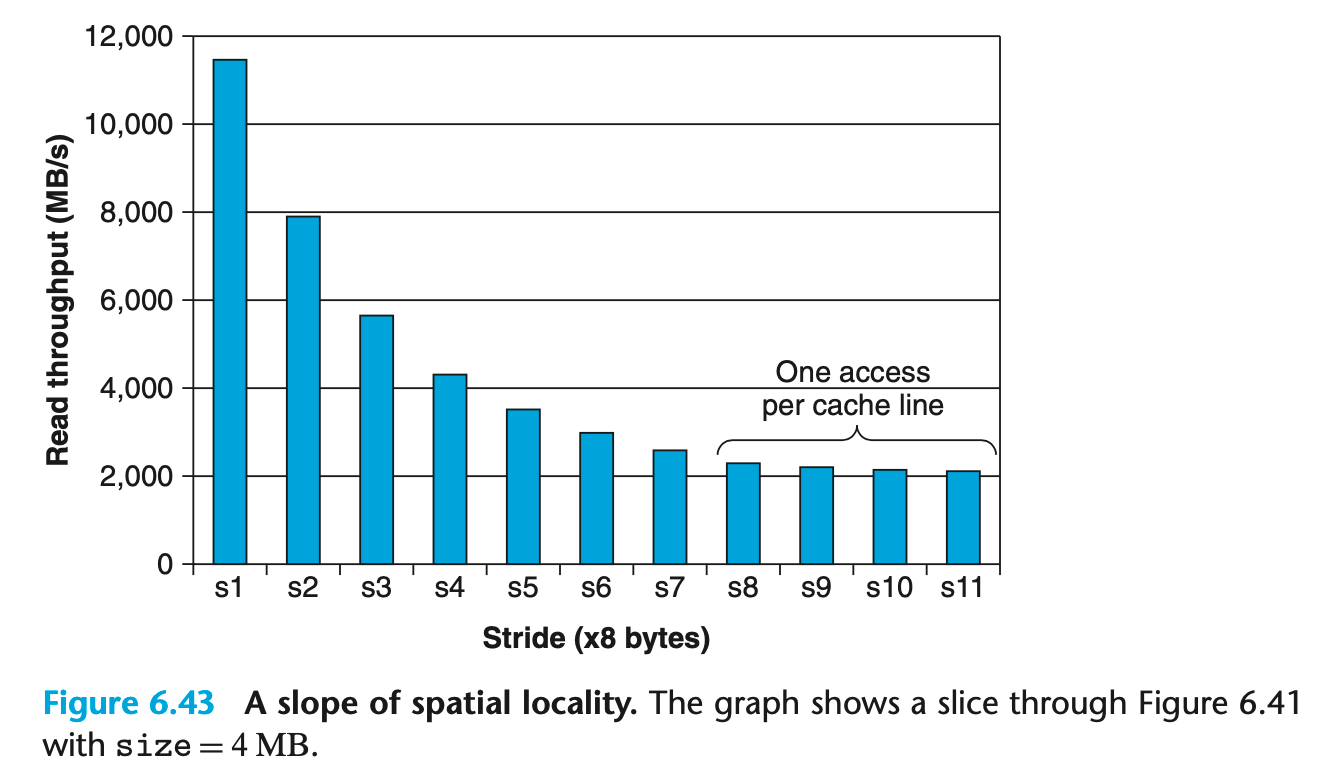 12,000
10,000
8,000
6,000
4,000
2,000
0
Read throughput (MB/s)
One access
per cache line
s1 s2 s3 s4 s5 s6 s7 s8 s9 s10 s11
Stride (x8 bytes)
Figure 6.43 A slope of spatial locality. The graph shows a slice through Figure 6.41
with size = 4 MB.